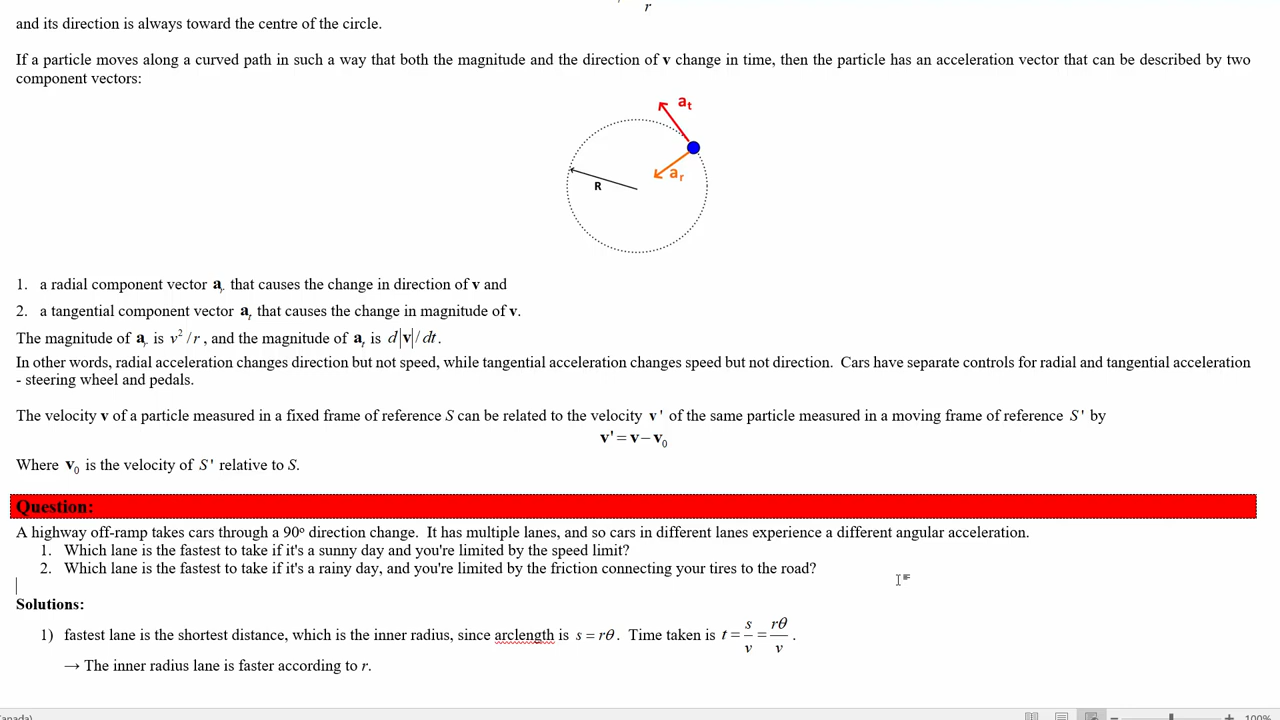 r
and its direction is always toward the centre of the circle.
If a particle moves along a curved path in such a way that both the magnitude and the direction of v change in time, then the particle has an acceleration vector that can be described by two
component vectors:
a_t
a_r
R
1. a radial component vector a_r that causes the change in direction of v and
2. a tangential component vector a_t that causes the change in magnitude of v.
The magnitude of a_r is v²/r, and the magnitude of a_t is d|v|/dt.
In other words, radial acceleration changes direction but not speed, while tangential acceleration changes speed but not direction. Cars have separate controls for radial and tangential acceleration
- steering wheel and pedals.
The velocity v of a particle measured in a fixed frame of reference S can be related to the velocity v' of the same particle measured in a moving frame of reference S' by
v' = v − v₀
Where v₀ is the velocity of S' relative to S.
Question:
A highway off-ramp takes cars through a 90° direction change. It has multiple lanes, and so cars in different lanes experience a different angular acceleration.
1. Which lane is the fastest to take if it's a sunny day and you're limited by the speed limit?
2. Which lane is the fastest to take if it's a rainy day, and you're limited by the friction connecting your tires to the road?
Solutions:
1) fastest lane is the shortest distance, which is the inner radius, since arclength is s = rθ. Time taken is t = s/v = rθ/v.
→ The inner radius lane is faster according to r.
100%